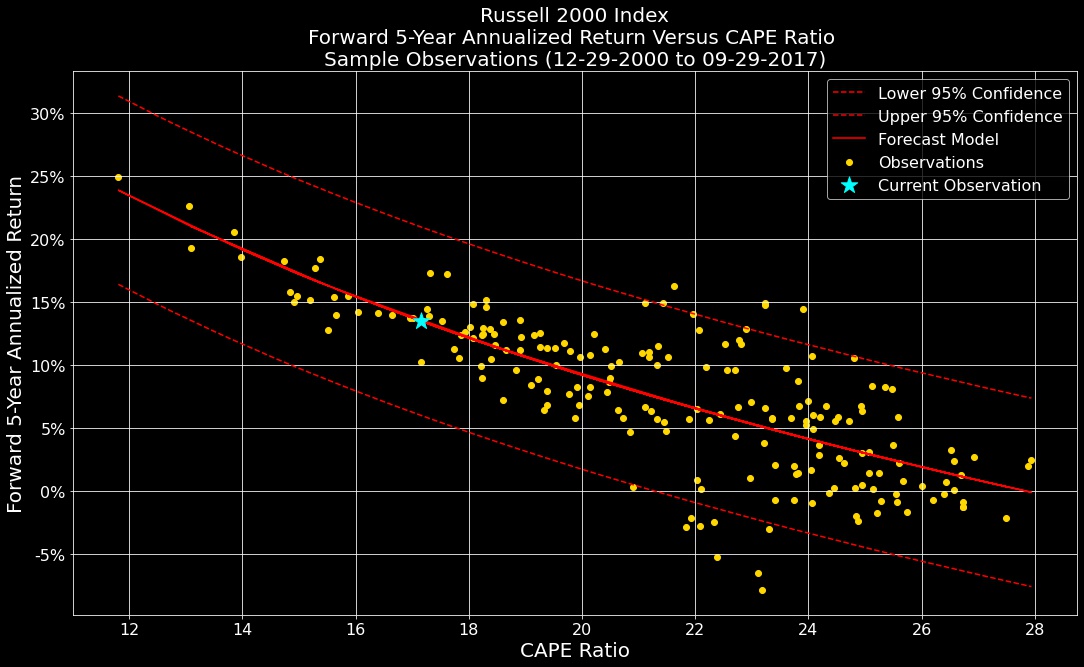 Russell 2000 Index
Forward 5-Year Annualized Return Versus CAPE Ratio
Sample Observations (12-29-2000 to 09-29-2017)
Lower 95% Confidence
Upper 95% Confidence
Forecast Model
Observations
Current Observation
Forward 5-Year Annualized Return
30%
25%
20%
15%
10%
5%
0%
-5%
12 14 16 18 20 22 24 26 28
CAPE Ratio